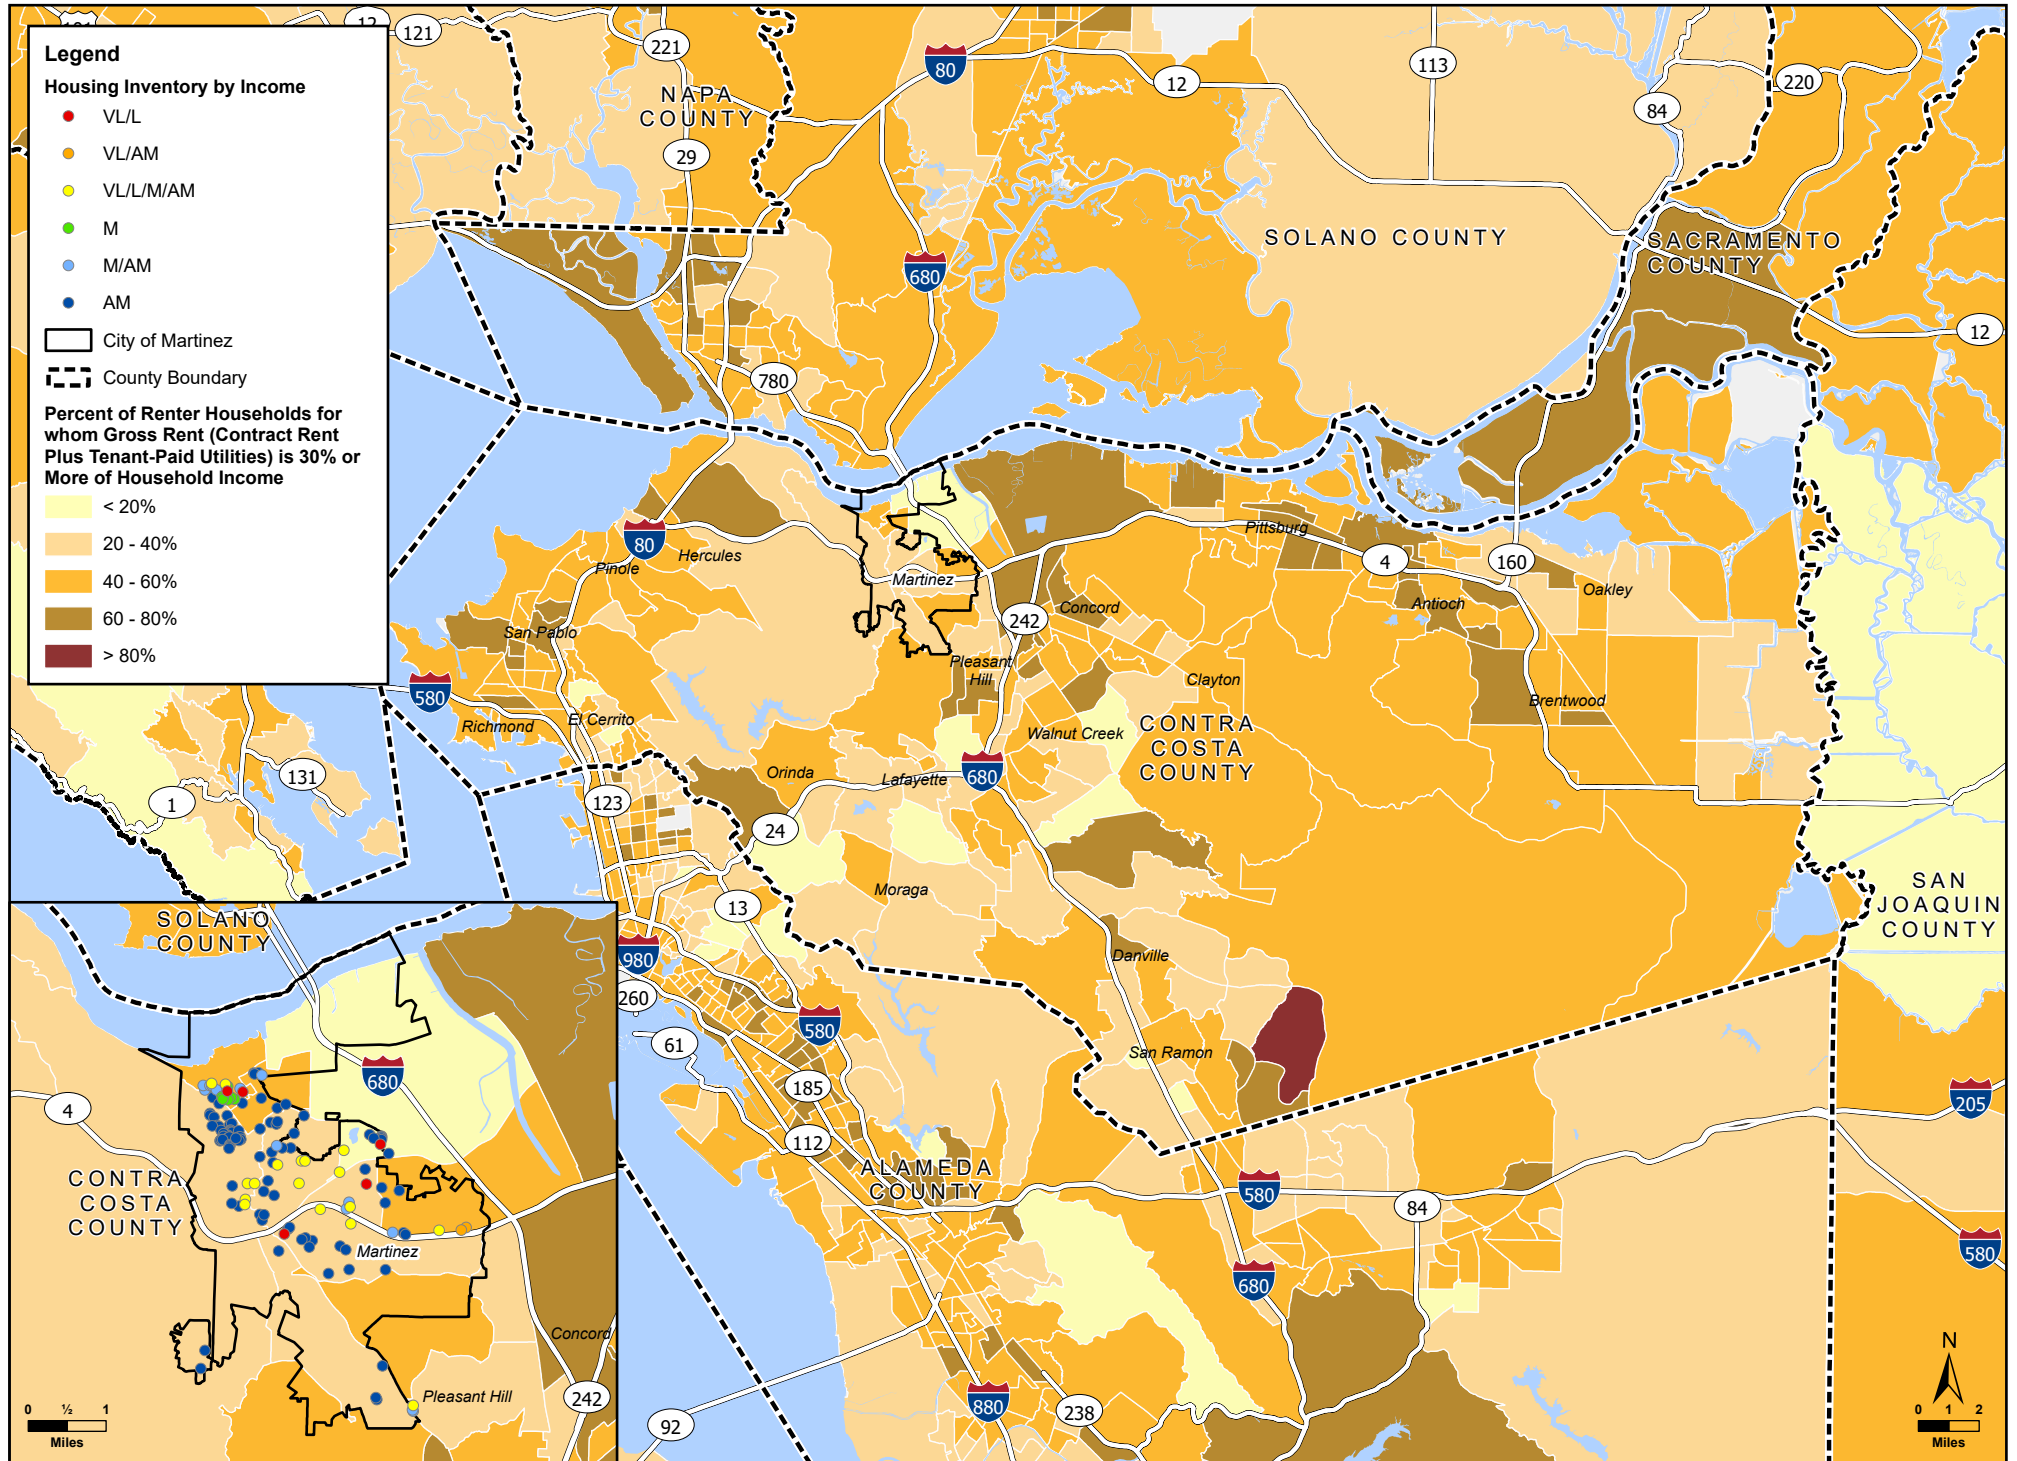 Legend
Housing Inventory by Income
VL/L
VL/AM
VL/L/M/AM
M
M/AM
AM
City of Martinez
County Boundary
Percent of Renter Households for
whom Gross Rent (Contract Rent
Plus Tenant-Paid Utilities) is 30% or
More of Household Income
< 20%
20 - 40%
40 - 60%
60 - 80%
> 80%
12
121
221
80
12
113
84
220
NAPA
COUNTY
29
680
SOLANO COUNTY
SACRAMENTO
COUNTY
12
780
80
Hercules
Pinole
Martinez
Pittsburg
4
160
Oakley
Antioch
Concord
242
San Pablo
Pleasant
Hill
Clayton
Brentwood
580
Richmond
El Cerrito
Walnut Creek
CONTRA
COSTA
COUNTY
Orinda
Lafayette
680
131
1
123
24
Moraga
13
SAN
JOAQUIN
COUNTY
980
Danville
260
580
61
San Ramon
185
205
112
ALAMEDA
COUNTY
580
84
580
680
880
238
92
N
0 1 2
Miles
SOLANO
COUNTY
680
4
CONTRA
COSTA
COUNTY
Martinez
Concord
Pleasant Hill
242
0 ½ 1
Miles